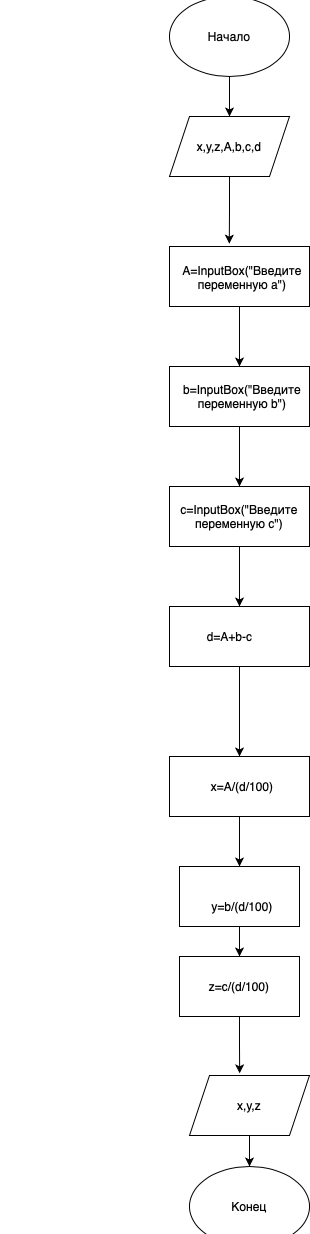 Начало
x,y,z,A,b,c,d
A=InputBox("Введите
переменную a")
b=InputBox("Введите
переменную b")
c=InputBox("Введите
переменную c")
d=A+b-c
x=A/(d/100)
y=b/(d/100)
z=c/(d/100)
x,y,z
Конец